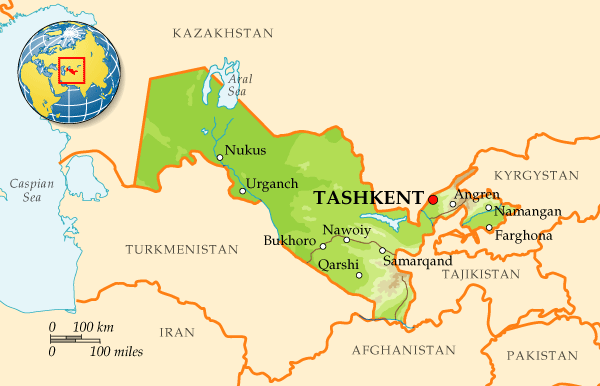 KAZAKHSTAN
Aral
Sea
Nukus
KYRGYSTAN
Caspian
Sea
Urganch
TASHKENT
Angren
Namangan
Nawoiy
Farghona
Bukhoro
TURKMENISTAN
Samarqand
Qarshi
TAJIKISTAN
0 100 km
0 100 miles
IRAN
AFGHANISTAN
PAKISTAN